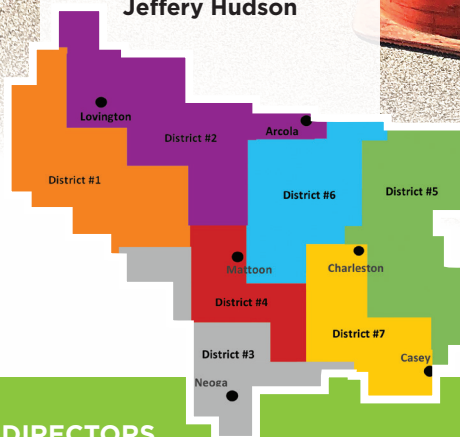 Jeffery Hudson
Lovington
District #2
Arcola
District #1
District #6
District #5
Mattoon
Charleston
District #4
District #7
District #3
Casey
Neoga
DIRECTORS